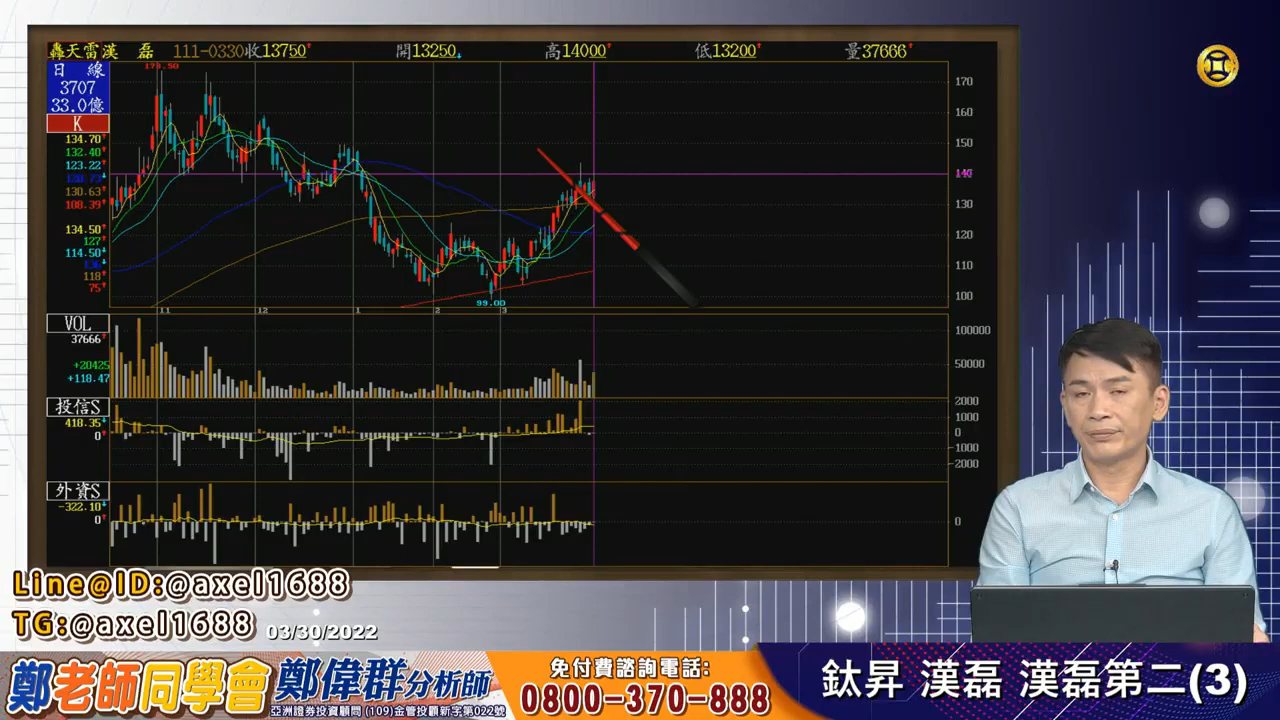 轟天雷漢 磊 111-0330收13750 開13250 高14000 低13200 量37666
日 線
3707
33.0億
K
134.70
132.40
123.22
130.63
108.39
134.50
127
114.50
118
75
173.50
99.00
170
160
150
140
130
120
110
100
11 12 1 2 3
VOL
37666
+20425
+118.47
100000
50000
投信S
418.35
0
2000
1000
0
-1000
-2000
外資S
-322.10
0
0
Line@ID:@axel1688
TG:@axel1688
03/30/2022
鄭老師同學會
鄭偉群分析師
亞洲證券投資顧問 (109)金管投顧新字第022號
免付費諮詢電話:
0800-370-888
鈦昇 漢磊 漢磊第二(3)